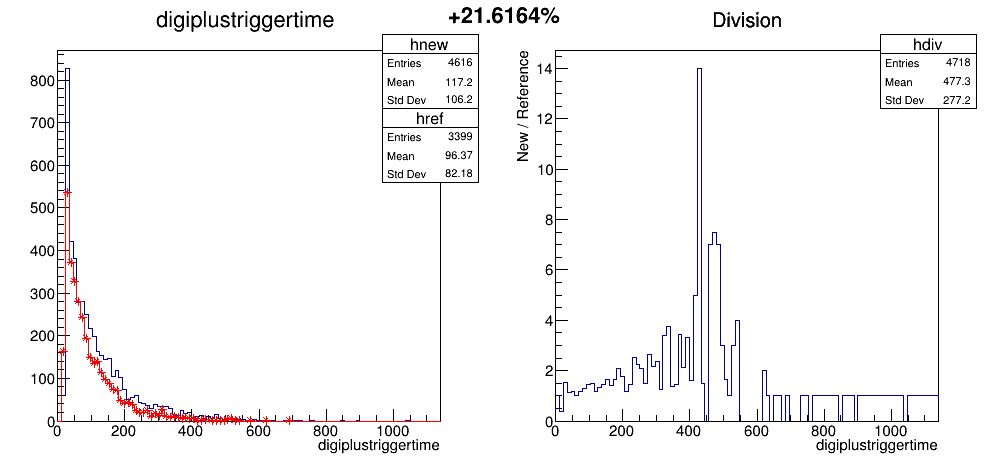 digiplustriggertime
+21.6164%
Division
hnew
Entries 4616
Mean 117.2
Std Dev 106.2
href
Entries 3399
Mean 96.37
Std Dev 82.18
800
700
600
500
400
300
200
100
0
0 200 400 600 800 1000
digiplustriggertime
hdiv
Entries 4718
Mean 477.3
Std Dev 277.2
New / Reference
14
12
10
8
6
4
2
0
0 200 400 600 800 1000
digiplustriggertime